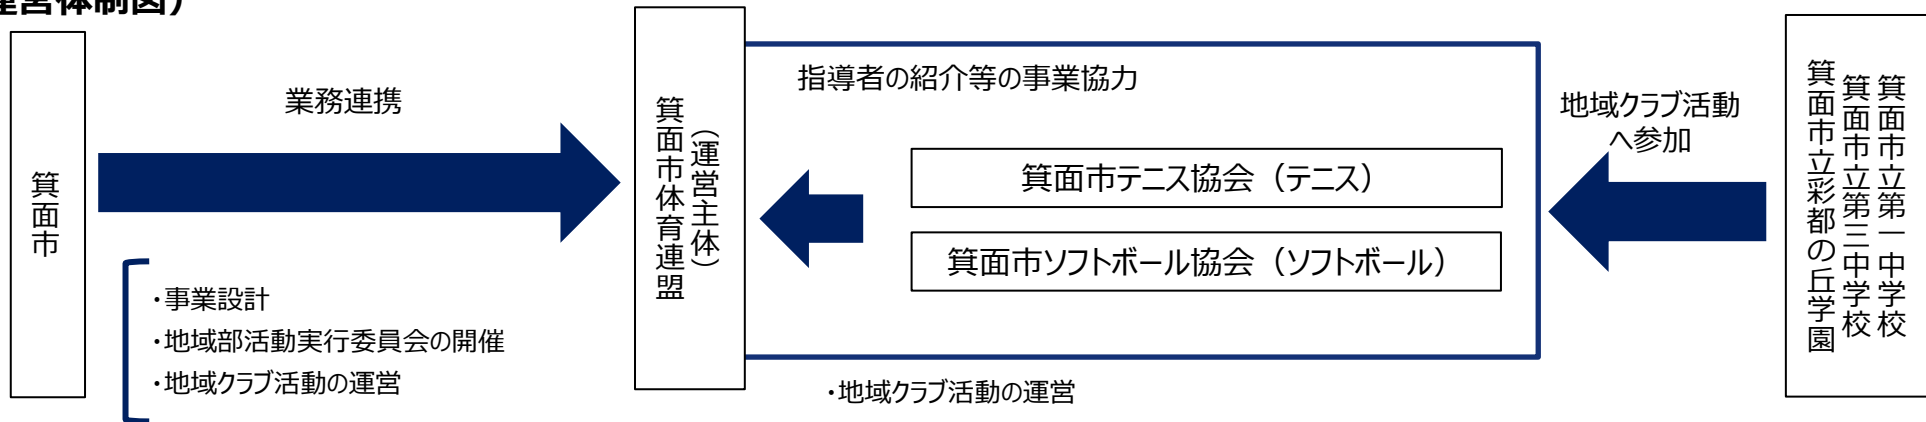 運営体制図）
箕面市
業務連携
・事業設計
・地域部活動実行委員会の開催
・地域クラブ活動の運営
（運営主体）
箕面市体育連盟
指導者の紹介等の事業協力
箕面市テニス協会（テニス）
箕面市ソフトボール協会（ソフトボール）
・地域クラブ活動の運営
地域クラブ活動
へ参加
箕面市立第一中学校
箕面市立第三中学校
箕面市立彩都の丘学園